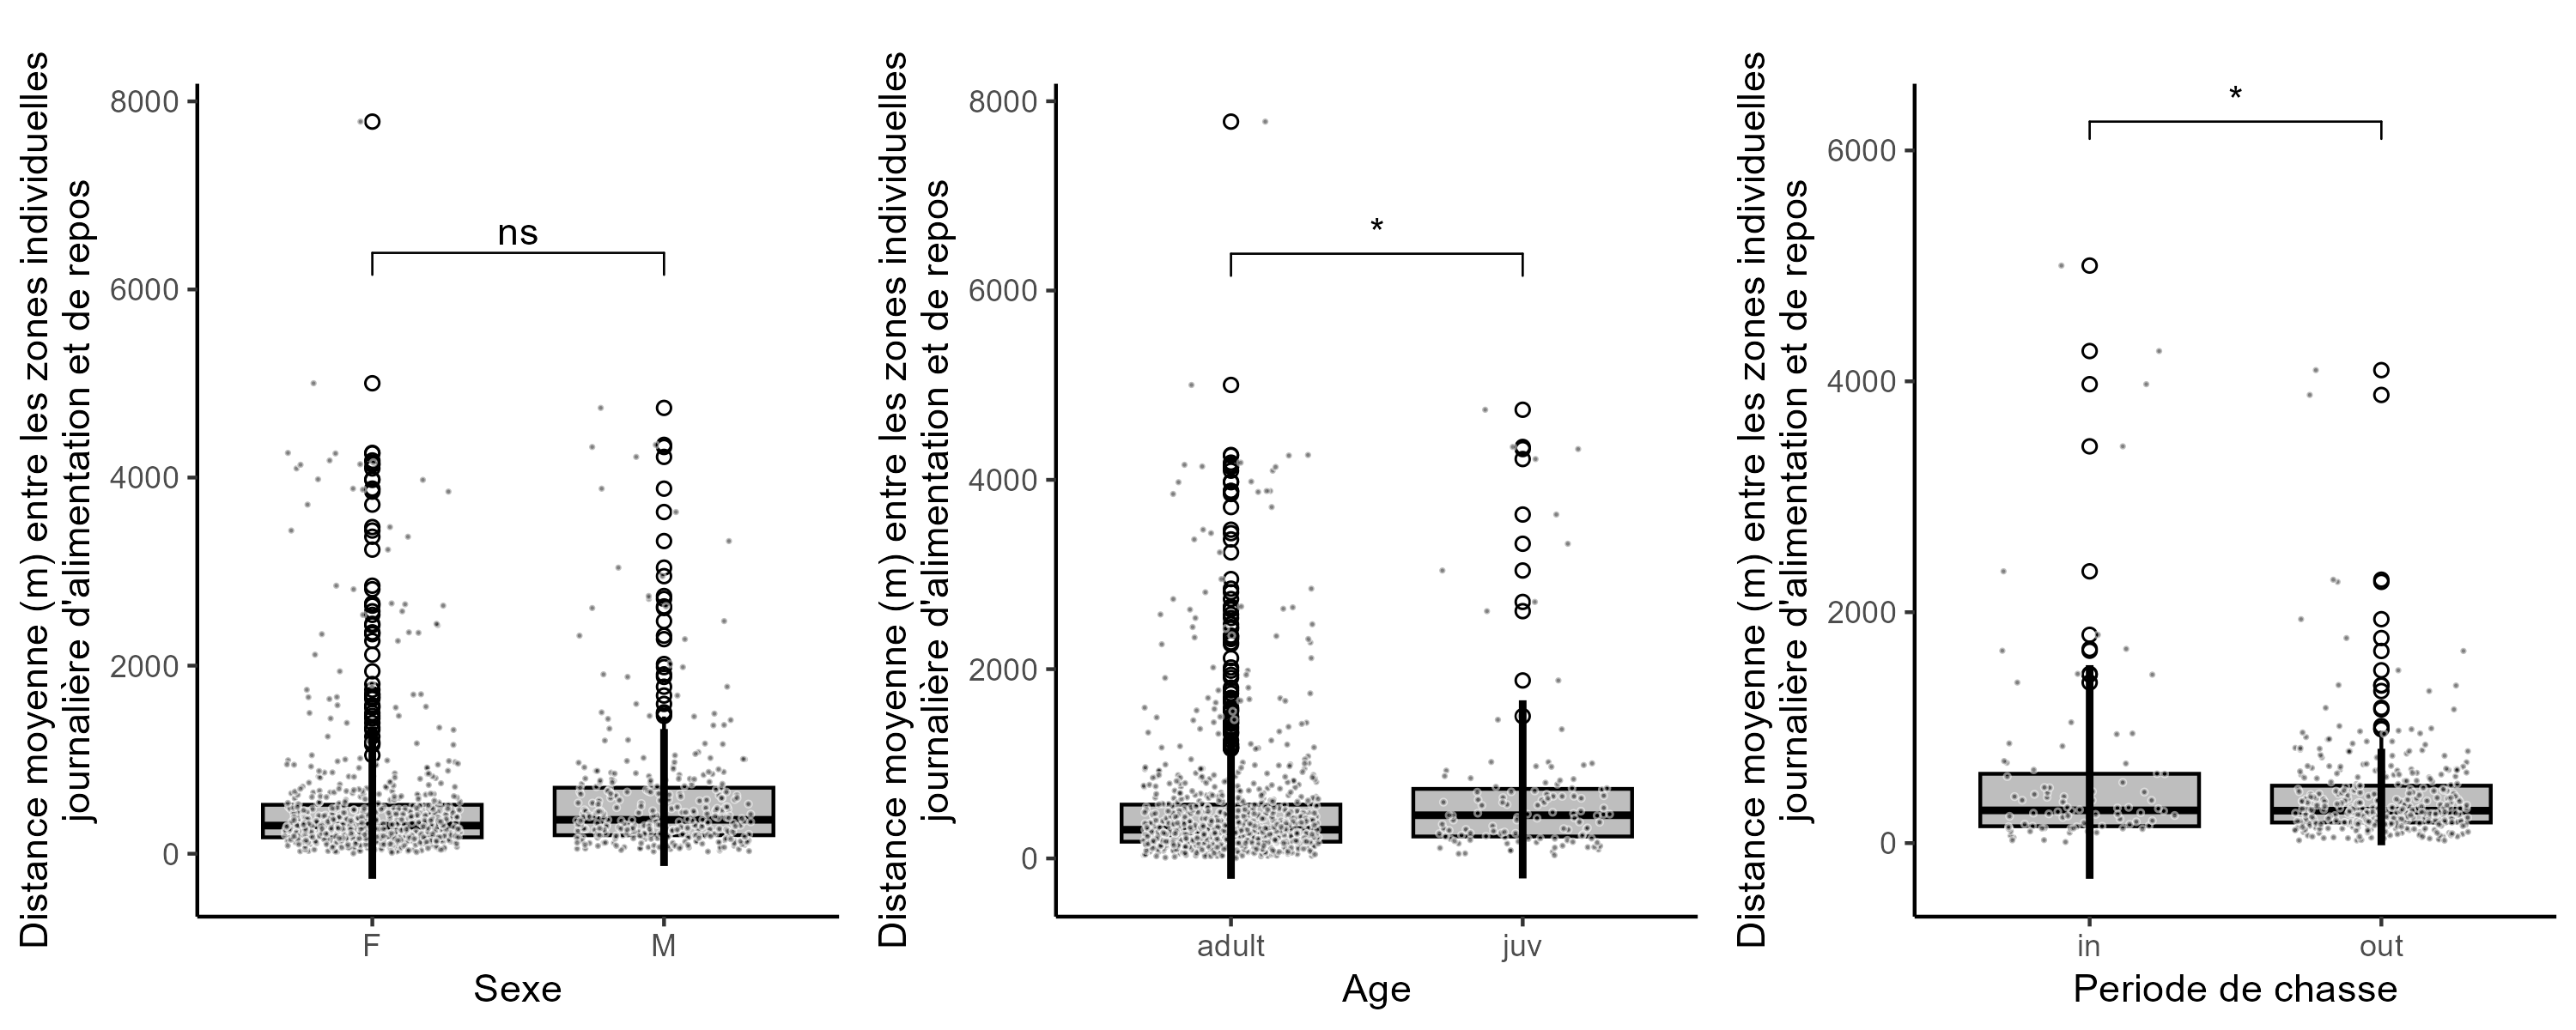 Distance moyenne (m) entre les zones individuelles
journalière d'alimentation et de repos
8000
6000
4000
2000
0
ns
F
M
Sexe
Distance moyenne (m) entre les zones individuelles
journalière d'alimentation et de repos
8000
6000
4000
2000
0
*
adult
juv
Age
Distance moyenne (m) entre les zones individuelles
journalière d'alimentation et de repos
6000
4000
2000
0
*
in
out
Periode de chasse